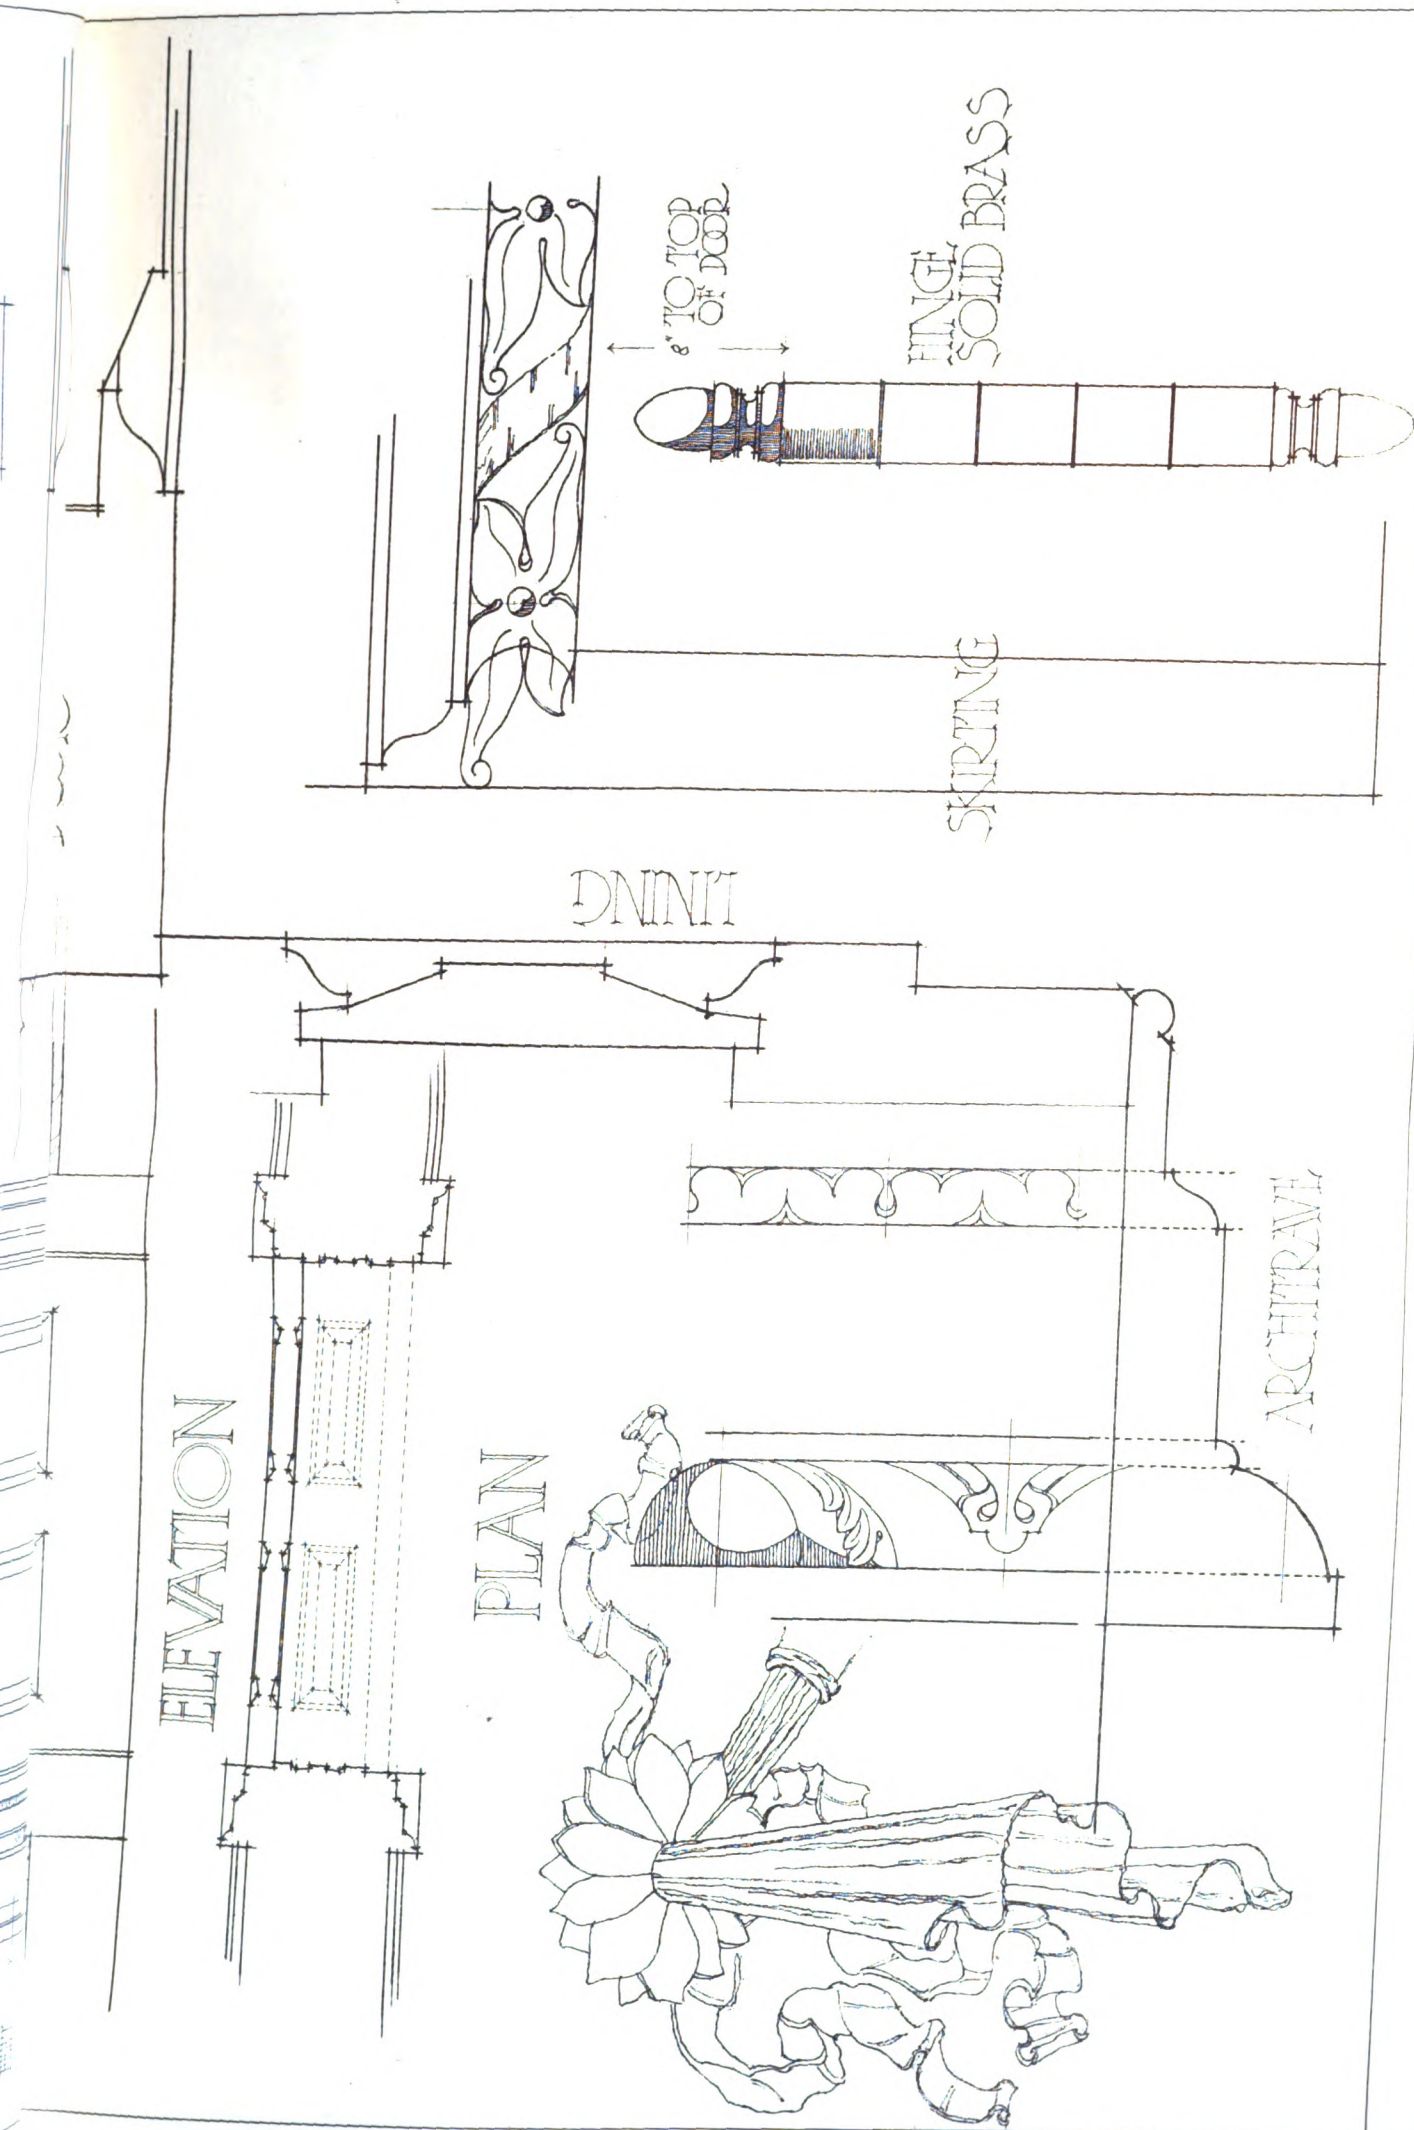 8" TO TOP
OF DOOR
HINGE
SOLID BRASS
SKIRTING
LINING
ARCHITRAVE
ELEVATION
PLAN